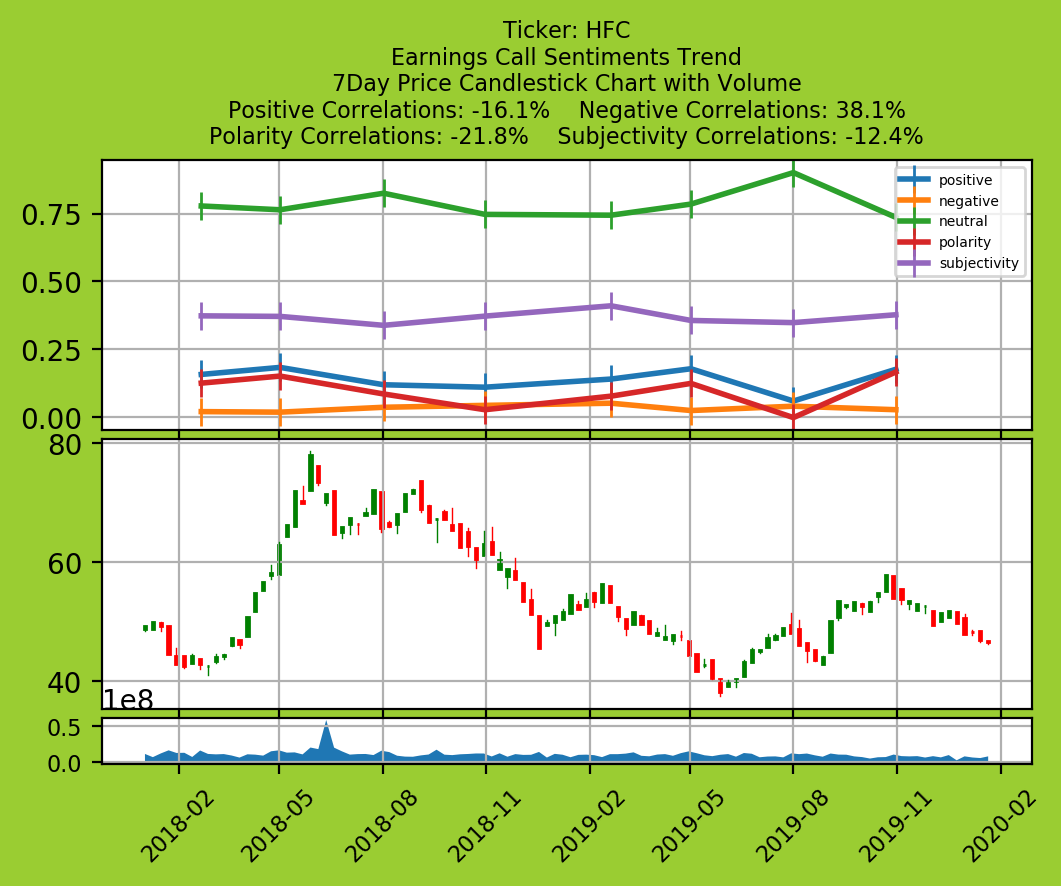 Ticker: HFC
Earnings Call Sentiments Trend
7Day Price Candlestick Chart with Volume
Positive Correlations: -16.1%    Negative Correlations: 38.1%
Polarity Correlations: -21.8%    Subjectivity Correlations: -12.4%
positive
negative
neutral
polarity
subjectivity
0.75
0.50
0.25
0.00
80
60
40
1e8
0.5
0.0
2018-02
2018-05
2018-08
2018-11
2019-02
2019-05
2019-08
2019-11
2020-02